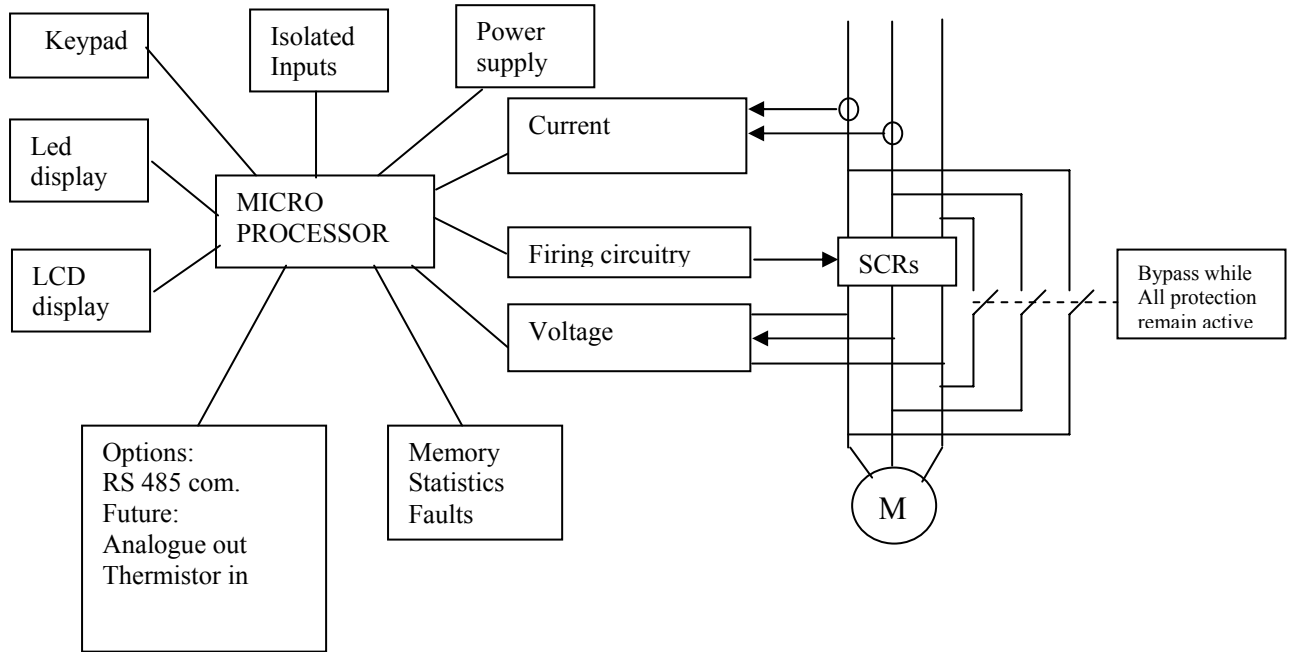 Keypad
Isolated
Inputs
Power
supply
Led
display
Current
MICRO
PROCESSOR
LCD
display
Firing circuitry
SCRs
Voltage
Bypass while
All protection
remain active
Options:
RS 485 com.
Future:
Analogue out
Thermistor in
Memory
Statistics
Faults
M